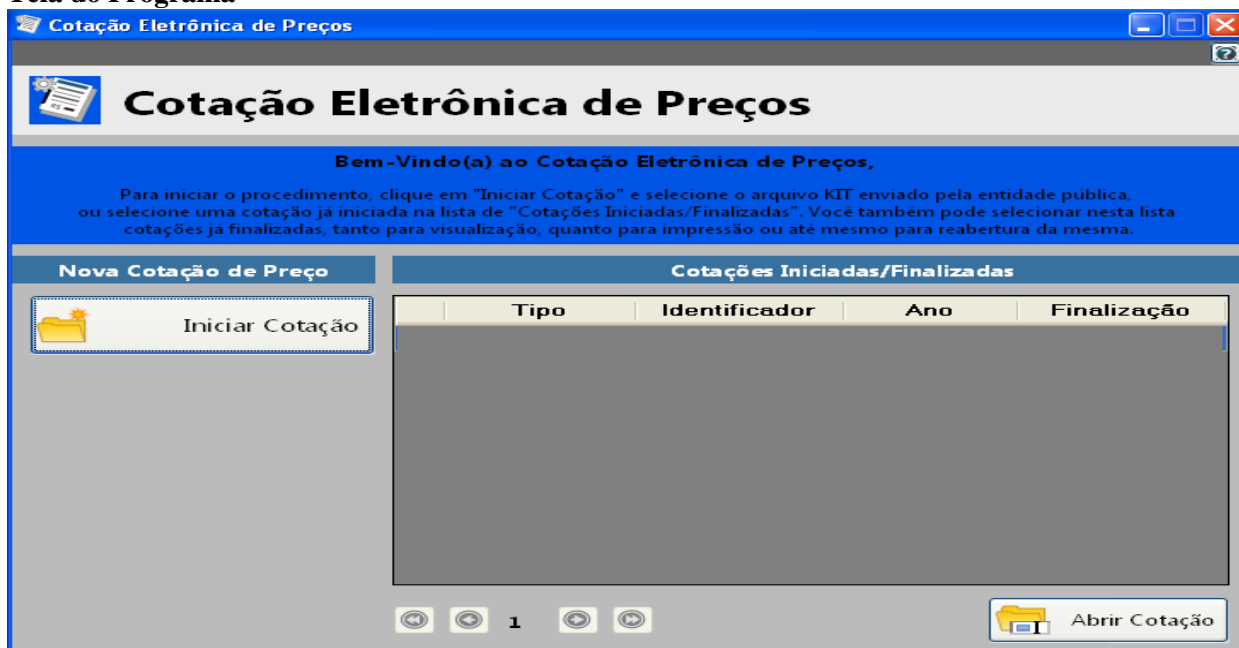 Tela do Programa
Cotação Eletrônica de Preços
Cotação Eletrônica de Preços
Bem-Vindo(a) ao Cotação Eletrônica de Preços,
Para iniciar o procedimento, clique em "Iniciar Cotação" e selecione o arquivo KIT enviado pela entidade pública,
ou selecione uma cotação já iniciada na lista de "Cotações Iniciadas/Finalizadas". Você também pode selecionar nesta lista
cotações já finalizadas, tanto para visualização, quanto para impressão ou até mesmo para reabertura da mesma.
Nova Cotação de Preço
Cotações Iniciadas/Finalizadas
Iniciar Cotação
Tipo Identificador Ano Finalização
1
Abrir Cotação